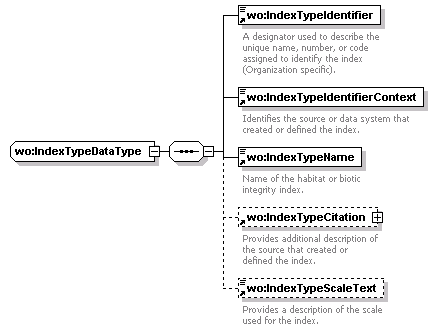 wo:IndexTypeIdentifier
A designator used to describe the
unique name, number, or code
assigned to identify the index
(Organization specific).
wo:IndexTypeIdentifierContext
Identifies the source or data system that
created or defined the index.
wo:IndexTypeDataType
wo:IndexTypeName
Name of the habitat or biotic
integrity index.
wo:IndexTypeCitation
Provides additional description of
the source that created or
defined the index.
wo:IndexTypeScaleText
Provides a description of the scale
used for the index.